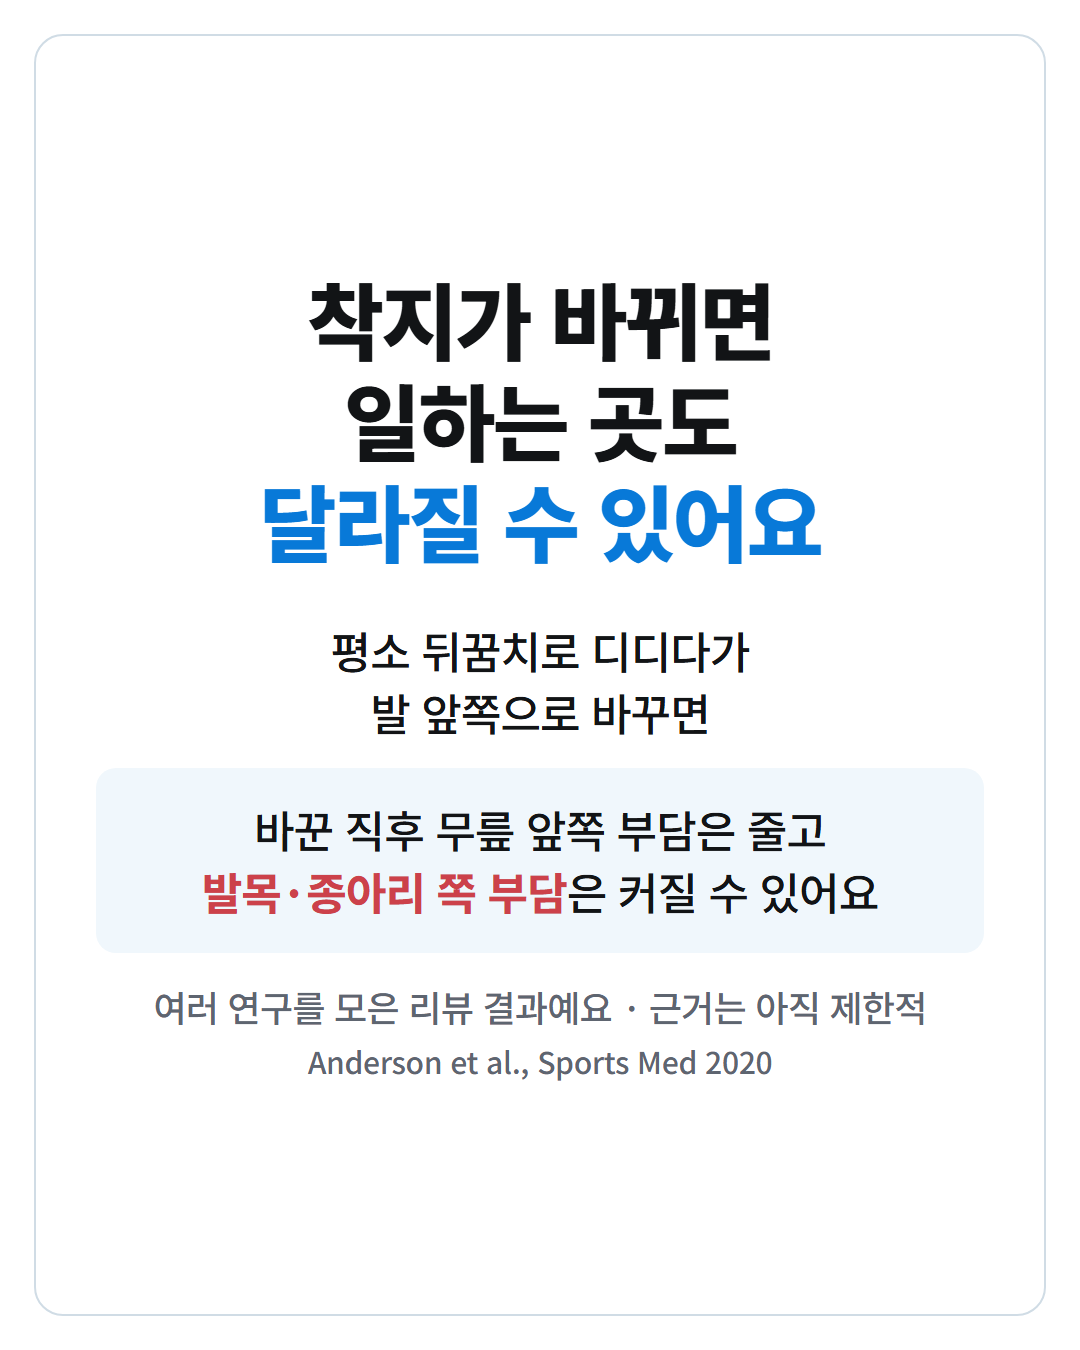 착지가 바뀌면
일하는 곳도
달라질 수 있어요
평소 뒤꿈치로 디디다가
발 앞쪽으로 바꾸면
바꾼 직후 무릎 앞쪽 부담은 줄고
발목·종아리 쪽 부담은 커질 수 있어요
여러 연구를 모은 리뷰 결과예요 · 근거는 아직 제한적
Anderson et al., Sports Med 2020